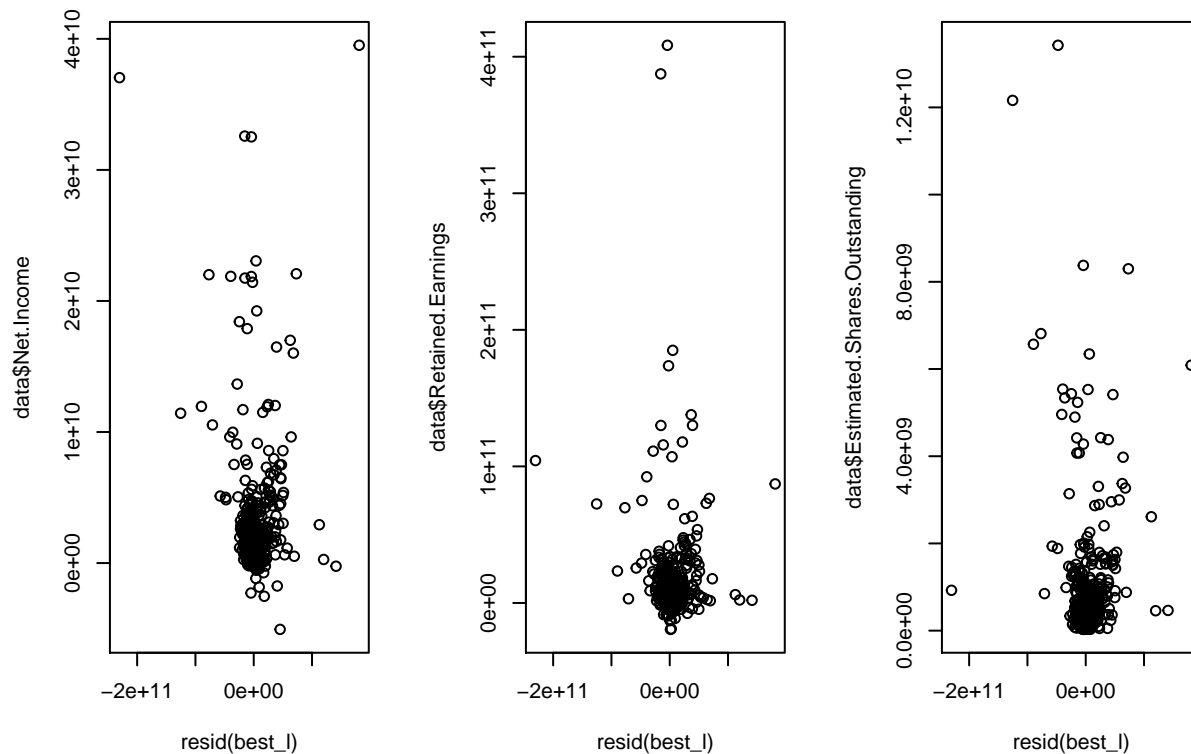 data$Net.Income
4e+10
3e+10
2e+10
1e+10
0e+00
−2e+11 0e+00
resid(best_l)
data$Retained.Earnings
4e+11
3e+11
2e+11
1e+11
0e+00
−2e+11 0e+00
resid(best_l)
data$Estimated.Shares.Outstanding
1.2e+10
8.0e+09
4.0e+09
0.0e+00
−2e+11 0e+00
resid(best_l)